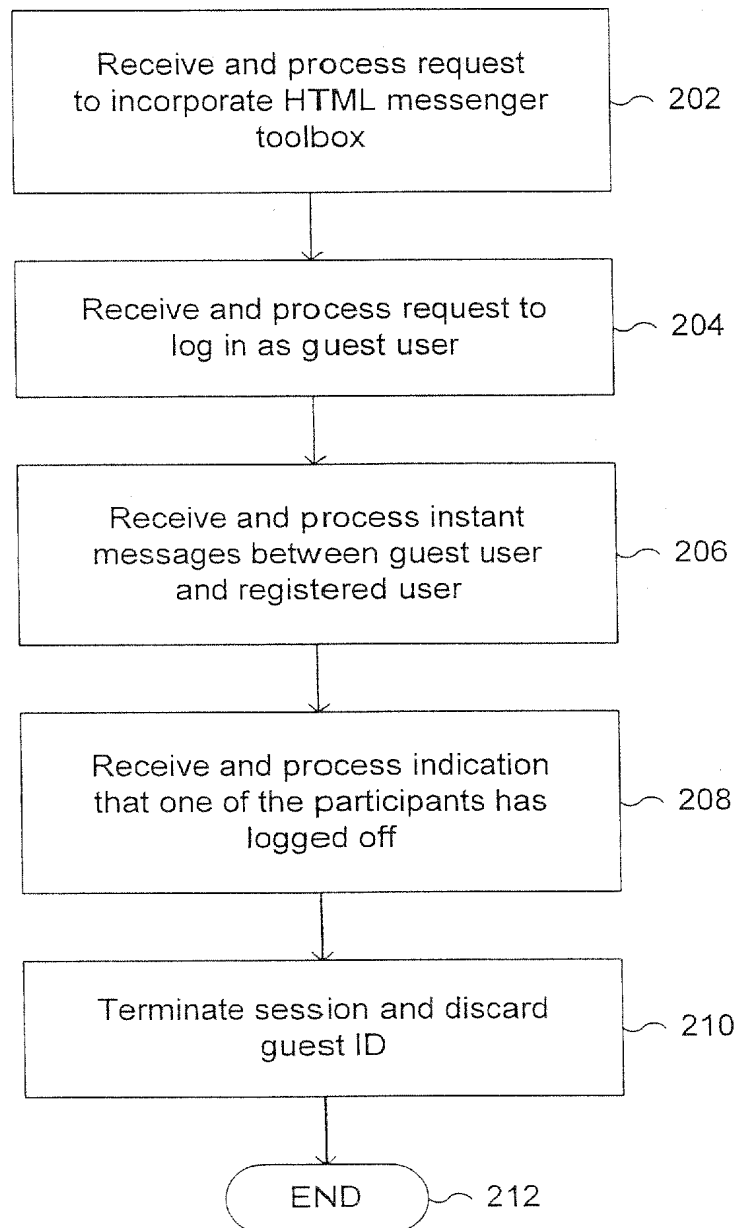 Receive and process request
to incorporate HTML messenger
toolbox
202
Receive and process request to
log in as guest user
204
Receive and process instant
messages between guest user
and registered user
206
Receive and process indication
that one of the participants has
logged off
208
Terminate session and discard
guest ID
210
END
212